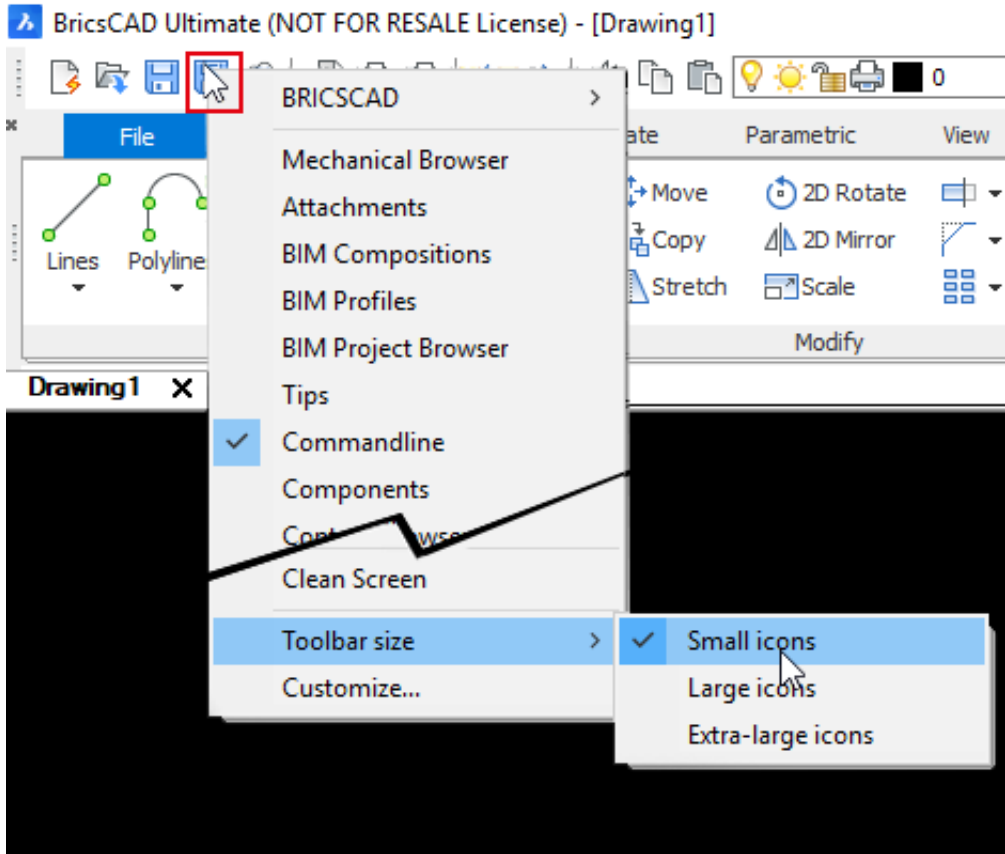 BricsCAD Ultimate (NOT FOR RESALE License) - [Drawing1]
0
File
Parametric
View
Lines
Polyline
Move
2D Rotate
Copy
2D Mirror
Stretch
Scale
Modify
Drawing1
BRICSCAD
Mechanical Browser
Attachments
BIM Compositions
BIM Profiles
BIM Project Browser
Tips
Commandline
Components
Clean Screen
Toolbar size
Customize...
Small icons
Large icons
Extra-large icons